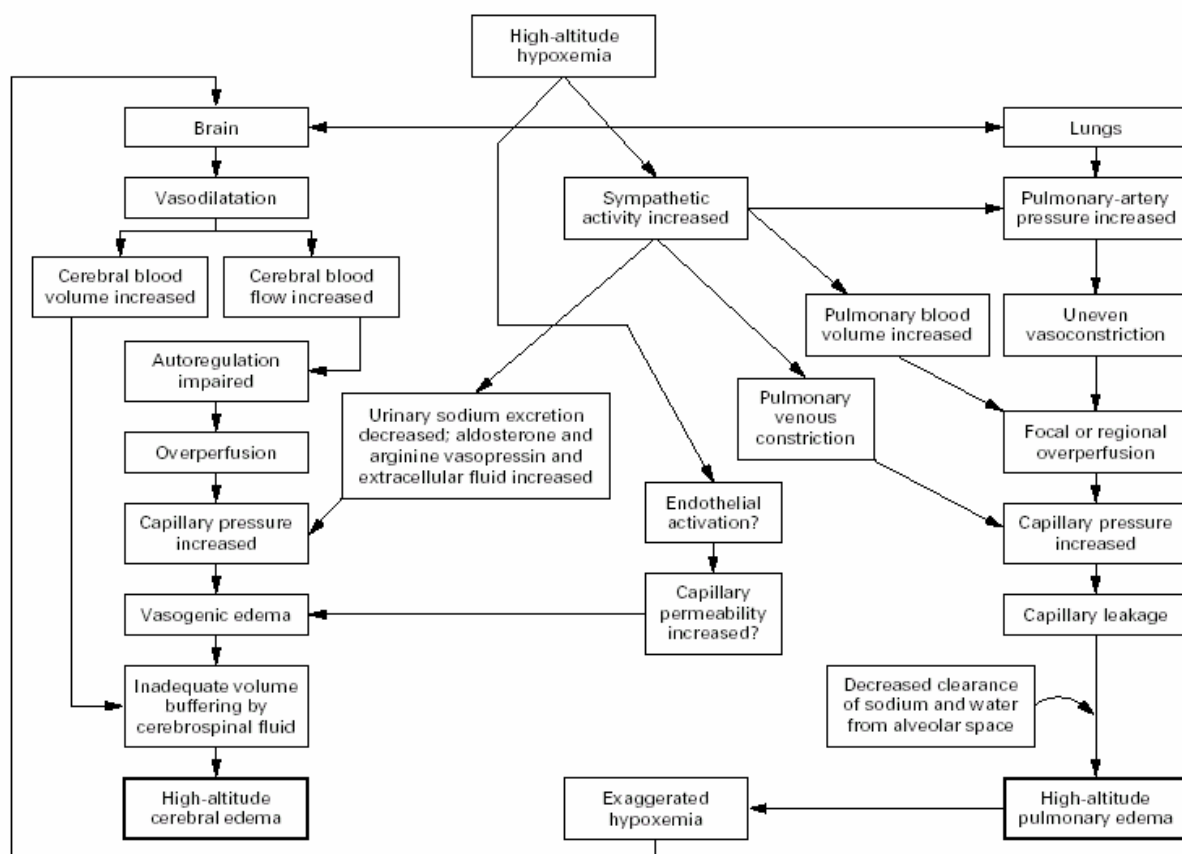 High-altitude
hypoxemia
Brain
Lungs
Vasodilatation
Sympathetic
activity increased
Pulmonary-artery
pressure increased
Cerebral blood
volume increased
Cerebral blood
flow increased
Pulmonary blood
volume increased
Uneven
vasoconstriction
Autoregulation
impaired
Urinary sodium excretion
decreased; aldosterone and
arginine vasopressin and
extracellular fluid increased
Pulmonary
venous
constriction
Focal or regional
overperfusion
Overperfusion
Endothelial
activation?
Capillary pressure
increased
Capillary pressure
increased
Vasogenic edema
Capillary
permeability
increased?
Capillary leakage
Inadequate volume
buffering by
cerebrospinal fluid
Decreased clearance
of sodium and water
from alveolar space
High-altitude
cerebral edema
Exaggerated
hypoxemia
High-altitude
pulmonary edema